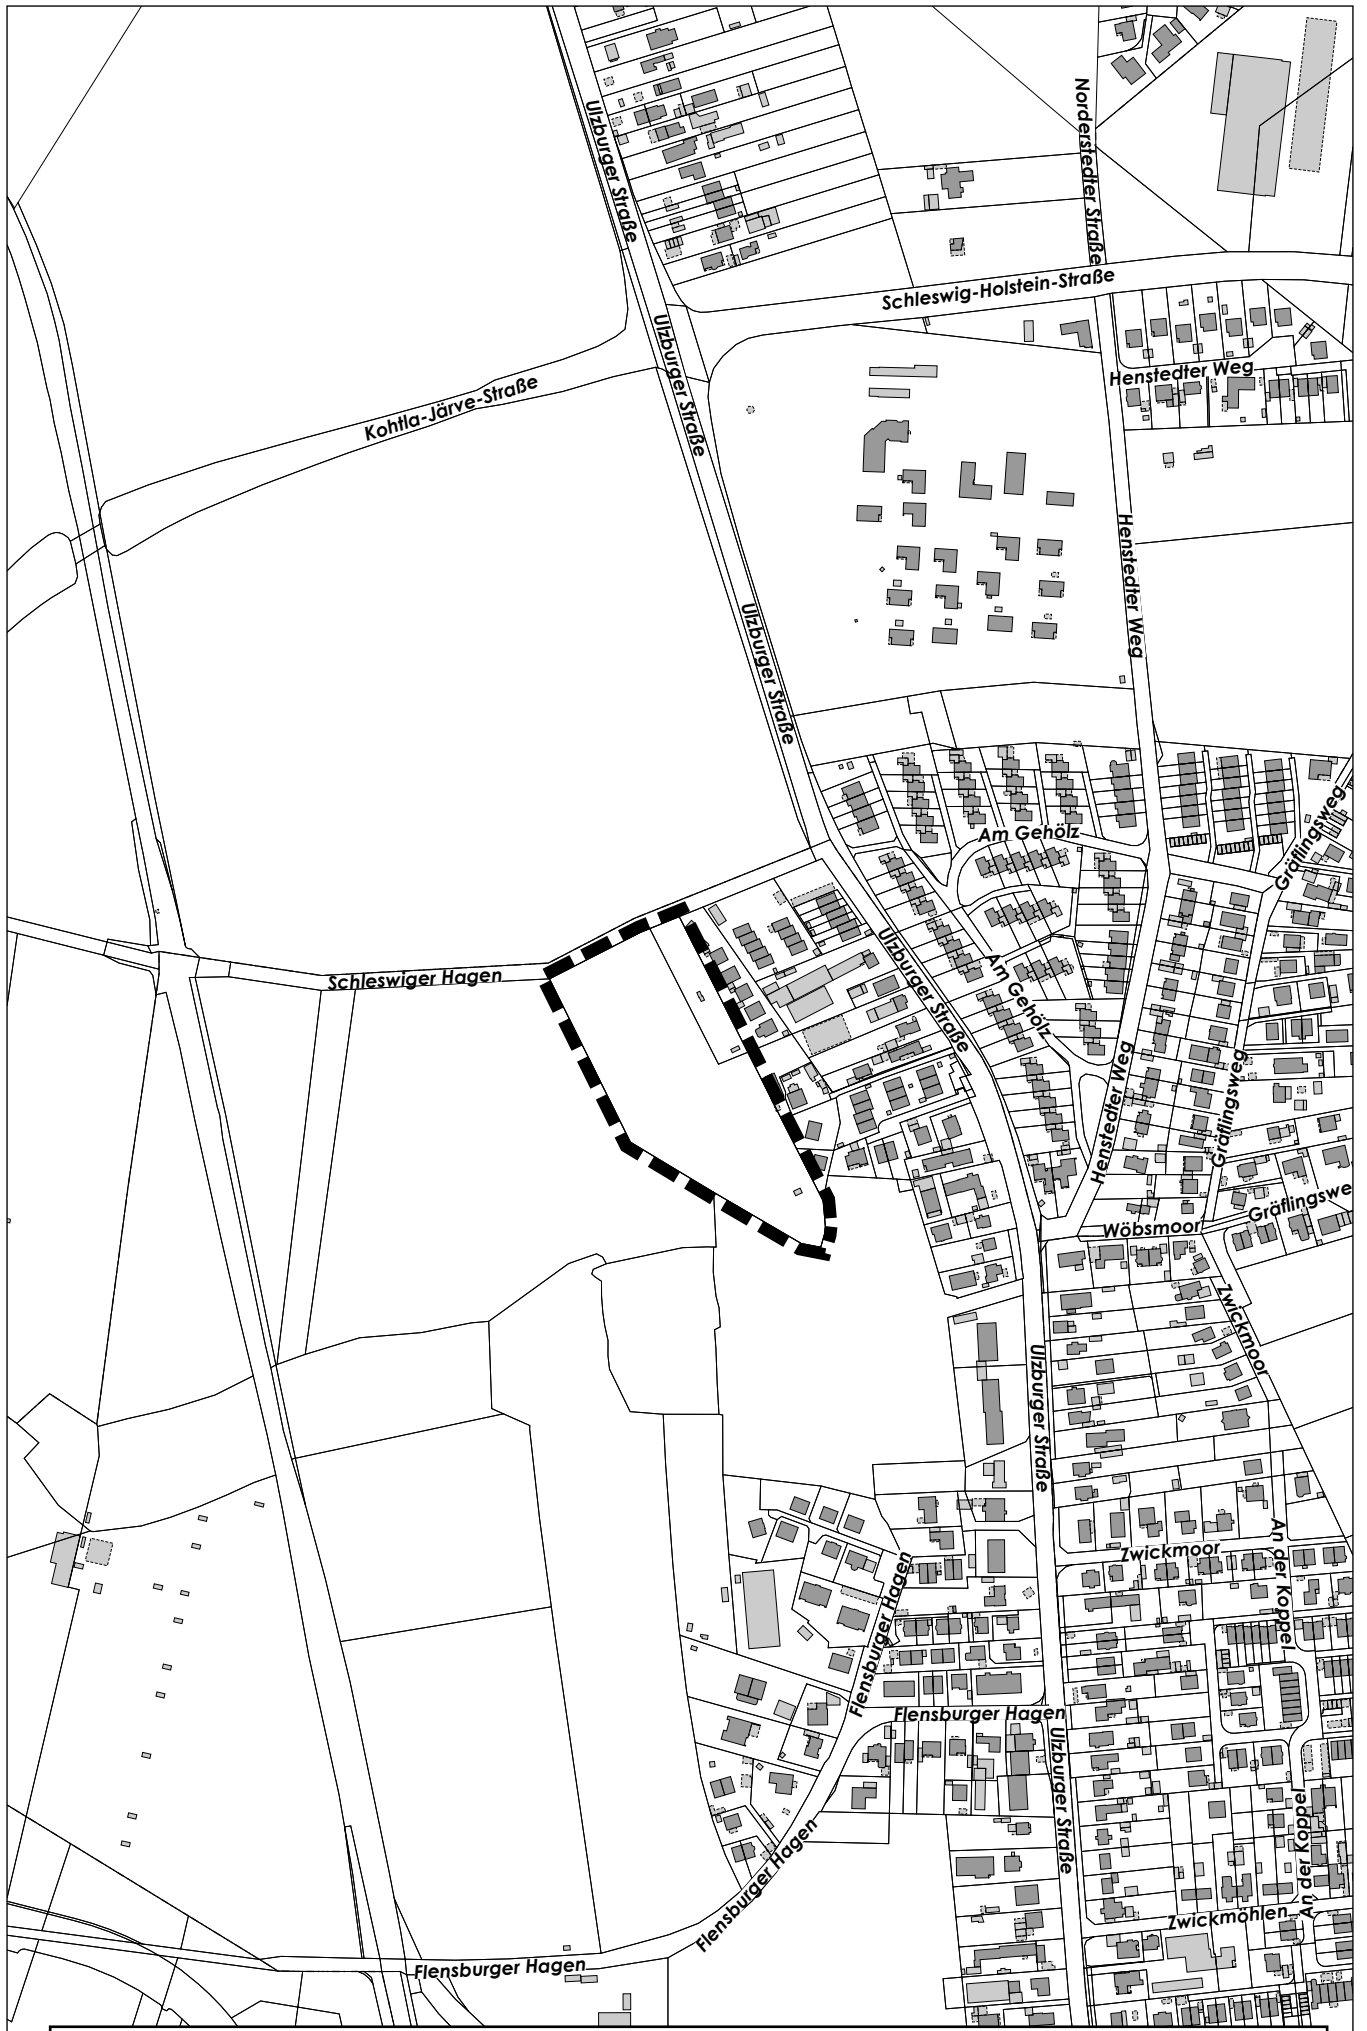 Ulzburger Straße
Norderstedter Straße
Schleswig-Holstein-Straße
Ulzburger Straße
Henstedter Weg
Kohtla-Järve-Straße
Henstedter Weg
Ulzburger Straße
Gräflingsweg
Am Gehölz
Ulzburger Straße
Am Gehölz
Schleswiger Hagen
Henstedter Weg
Gräflingsweg
Gräflingswe
Wöbsmoor
Zwickmoor
Ulzburger Straße
Zwickmoor
An der Koppel
Flensburger Hagen
Flensburger Hagen
Ulzburger Straße
An der Koppel
Flensburger Hagen
Zwickmöhlen
Flensburger Hagen